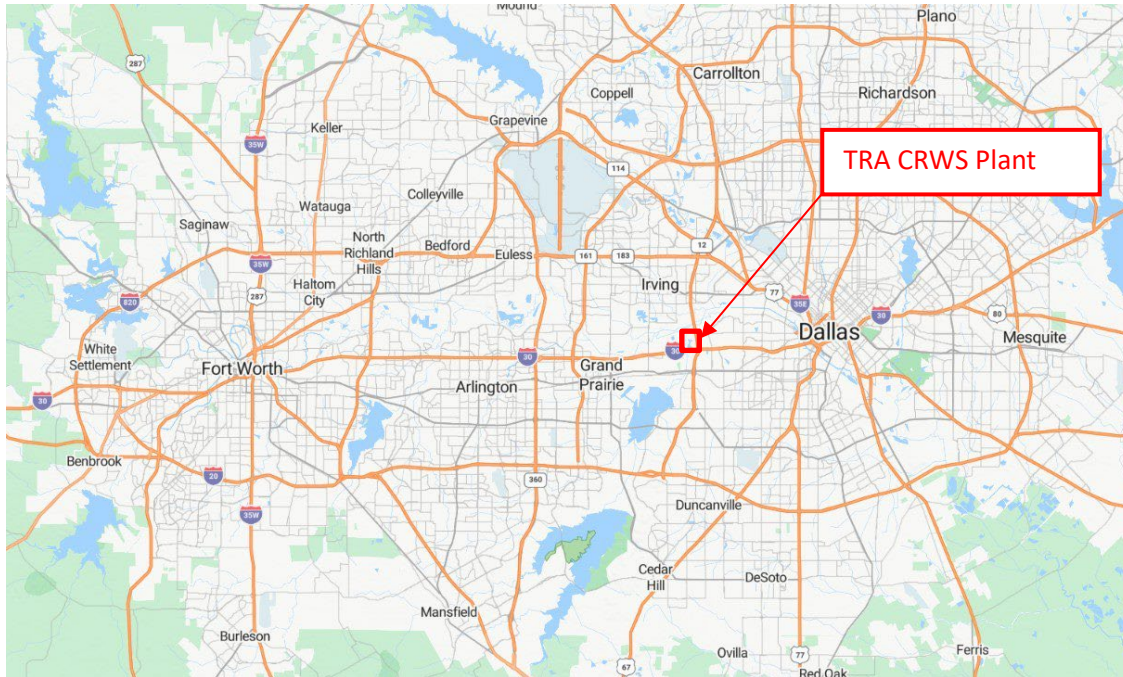 Mound
Plano
287
Carrollton
Coppell
Richardson
Grapevine
Keller
35W
114
TRA CRWS Plant
Colleyville
Watauga
Saginaw
North
Richland
Hills
Bedford
Euless
161
183
12
35W
Haltom
City
Irving
287
77
35E
30
820
80
Dallas
Mesquite
White
Settlement
Fort Worth
30
30
Grand
Prairie
Arlington
30
Benbrook
20
360
35W
Duncanville
Cedar
Hill
DeSoto
Mansfield
Burleson
Ovilla
77
Ferris
67
Red Oak